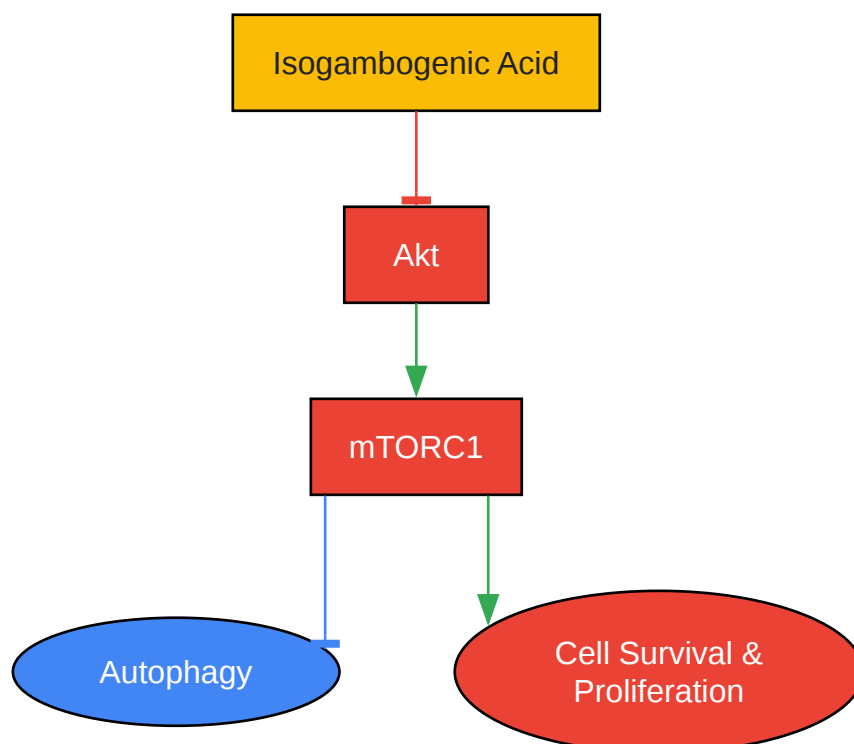 Isogambogenic Acid
Akt
mTORC1
Autophagy
Cell Survival &
Proliferation